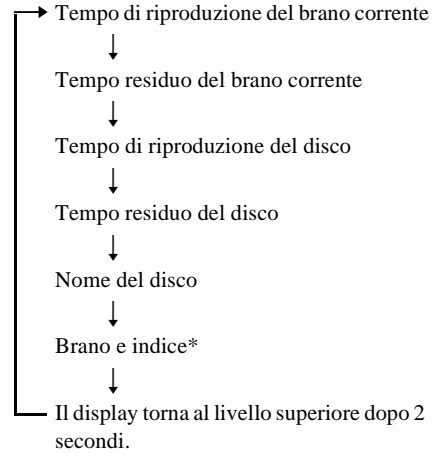 Tempo di riproduzione del brano corrente
Tempo residuo del brano corrente
Tempo di riproduzione del disco
Tempo residuo del disco
Nome del disco
Brano e indice*
Il display torna al livello superiore dopo 2
secondi.